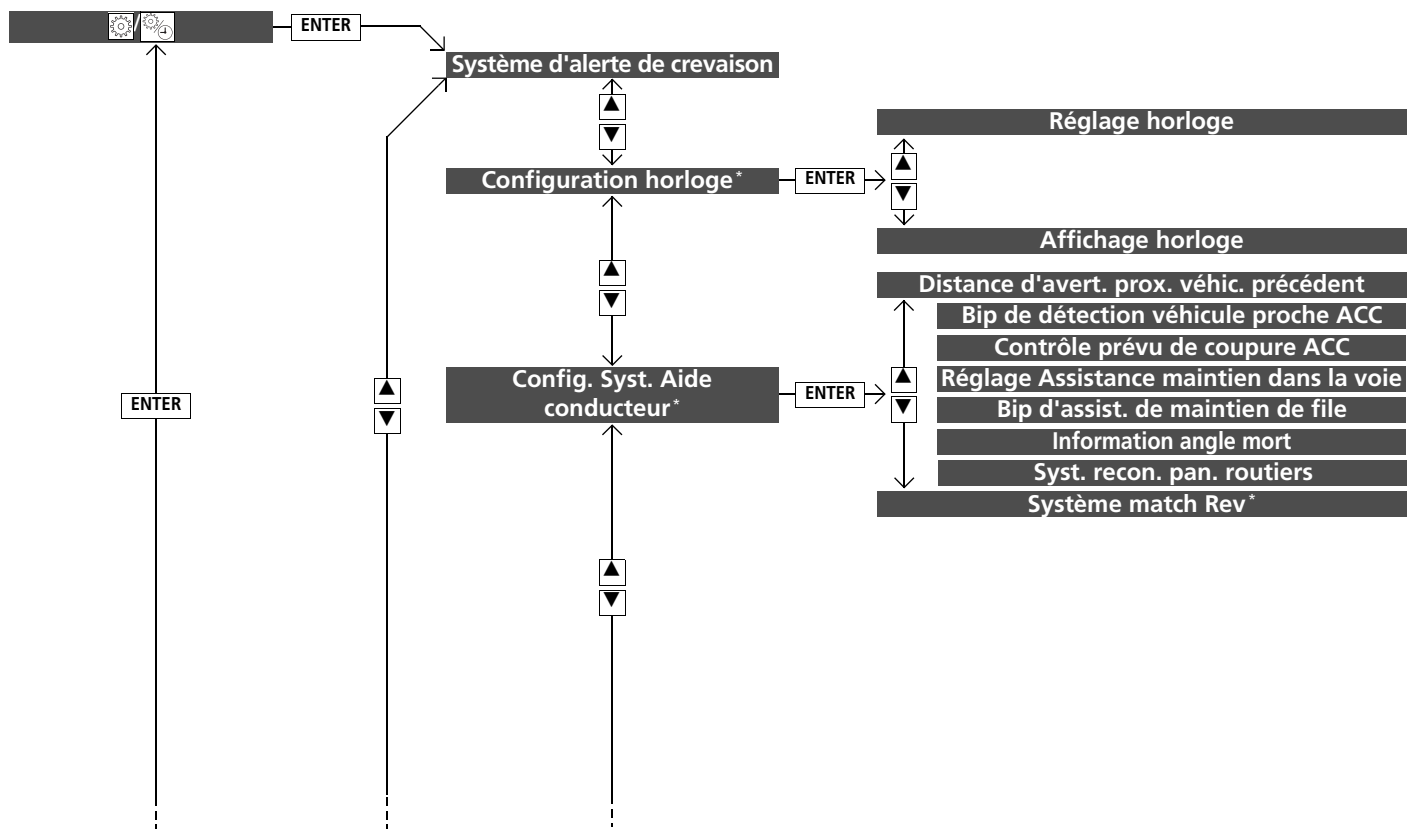 ENTER
Système d'alerte de crevaison
▲
▼
Réglage horloge
Configuration horloge*
ENTER
▲
▼
Affichage horloge
▲
▼
Distance d'avert. prox. véhic. précédent
Bip de détection véhicule proche ACC
Contrôle prévu de coupure ACC
Config. Syst. Aide
conducteur*
ENTER
▲
▼
Réglage Assistance maintien dans la voie
Bip d'assist. de maintien de file
Information angle mort
Syst. recon. pan. routiers
Système match Rev*
ENTER
▲
▼
▲
▼